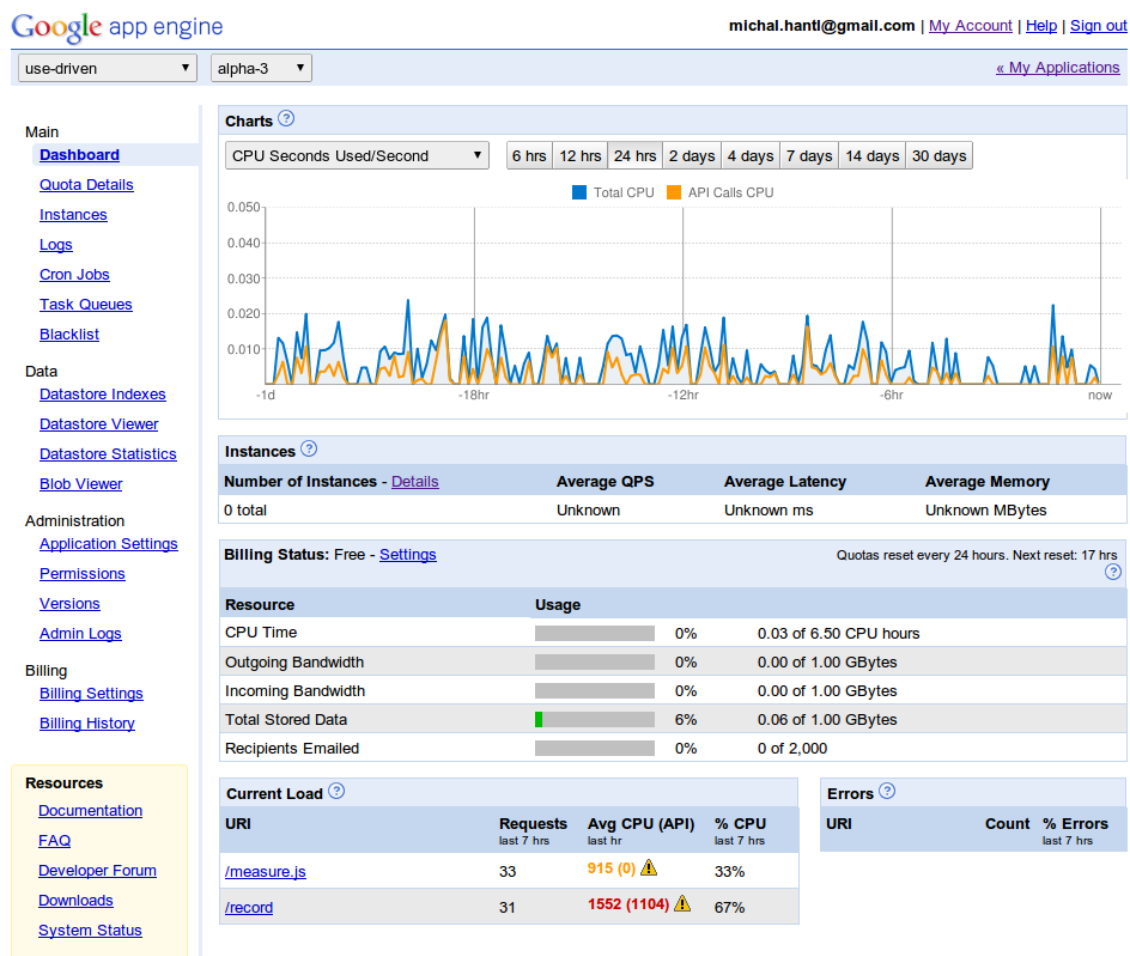 Google app engine
michal.hantl@gmail.com | My Account | Help | Sign out
use-driven ▼ alpha-3 ▼ « My Applications
Main
Dashboard
Quota Details
Instances
Logs
Cron Jobs
Task Queues
Blacklist
Data
Datastore Indexes
Datastore Viewer
Datastore Statistics
Blob Viewer
Administration
Application Settings
Permissions
Versions
Admin Logs
Billing
Billing Settings
Billing History
Resources
Documentation
FAQ
Developer Forum
Downloads
System Status
Charts ?
CPU Seconds Used/Second ▼ 6 hrs 12 hrs 24 hrs 2 days 4 days 7 days 14 days 30 days
Total CPU API Calls CPU
0.050
0.040
0.030
0.020
0.010
-1d -18hr -12hr -6hr now
Instances ?
Number of Instances - Details Average QPS Average Latency Average Memory
0 total Unknown Unknown ms Unknown MBytes
Billing Status: Free - Settings Quotas reset every 24 hours. Next reset: 17 hrs
?
Resource Usage
CPU Time 0% 0.03 of 6.50 CPU hours
Outgoing Bandwidth 0% 0.00 of 1.00 GBytes
Incoming Bandwidth 0% 0.00 of 1.00 GBytes
Total Stored Data 6% 0.06 of 1.00 GBytes
Recipients Emailed 0% 0 of 2,000
Current Load ?
URI Requests Avg CPU (API) % CPU
last 7 hrs last hr last 7 hrs
/measure.js 33 915 (0) 33%
/record 31 1552 (1104) 67%
Errors ?
URI Count % Errors
last 7 hrs